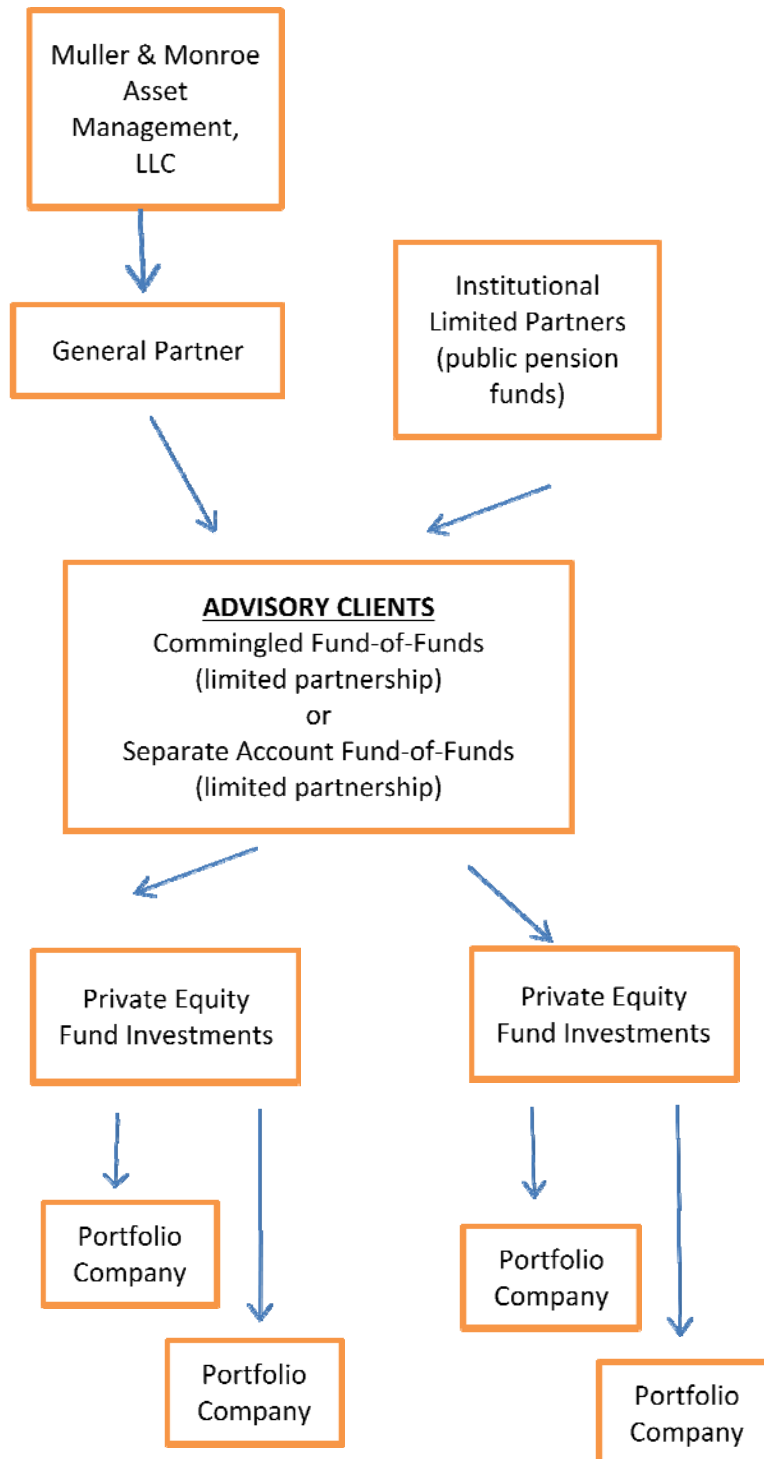 Muller & Monroe
Asset
Management,
LLC
General Partner
Institutional
Limited Partners
(public pension
funds)
ADVISORY CLIENTS
Commingled Fund-of-Funds
(limited partnership)
or
Separate Account Fund-of-Funds
(limited partnership)
Private Equity
Fund Investments
Private Equity
Fund Investments
Portfolio
Company
Portfolio
Company
Portfolio
Company
Portfolio
Company